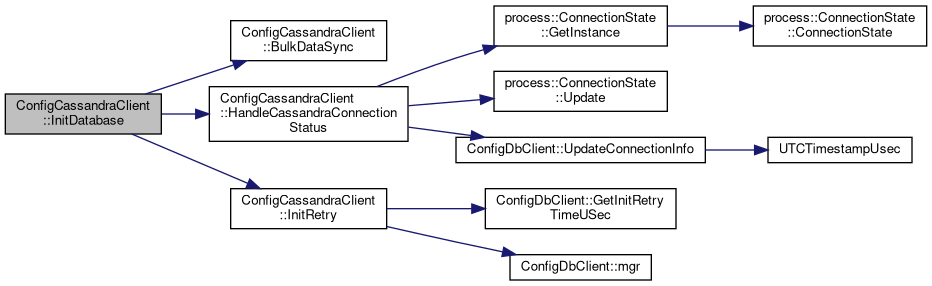 ConfigCassandraClient
::InitDatabase
ConfigCassandraClient
::BulkDataSync
ConfigCassandraClient
::HandleCassandraConnection
Status
ConfigCassandraClient
::InitRetry
process::ConnectionState
::GetInstance
process::ConnectionState
::Update
ConfigDbClient::UpdateConnectionInfo
ConfigDbClient::GetInitRetry
TimeUSec
ConfigDbClient::mgr
process::ConnectionState
::ConnectionState
UTCTimestampUsec